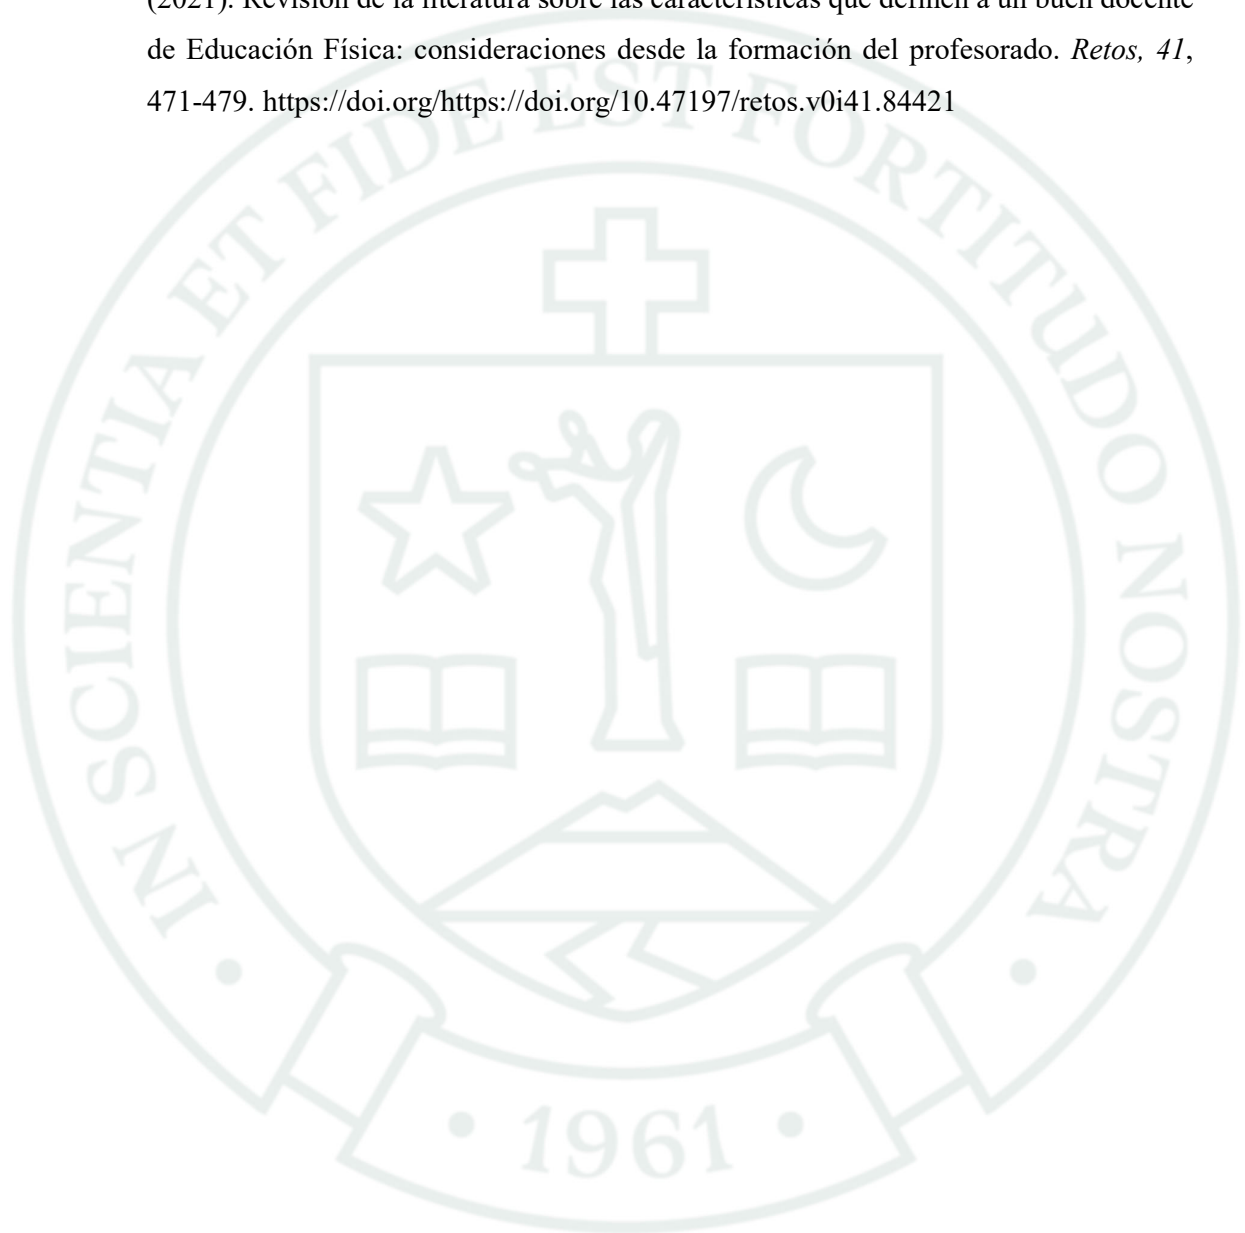 (2021). Revisión de la literatura sobre las características que definen a un buen docente
de Educación Física: consideraciones desde la formación del profesorado. Retos, 41,
471-479. https://doi.org/https://doi.org/10.47197/retos.v0i41.84421
IN SCIENTIA ET FIDE EST FORTITUDO NOSTRA
• 1961 •